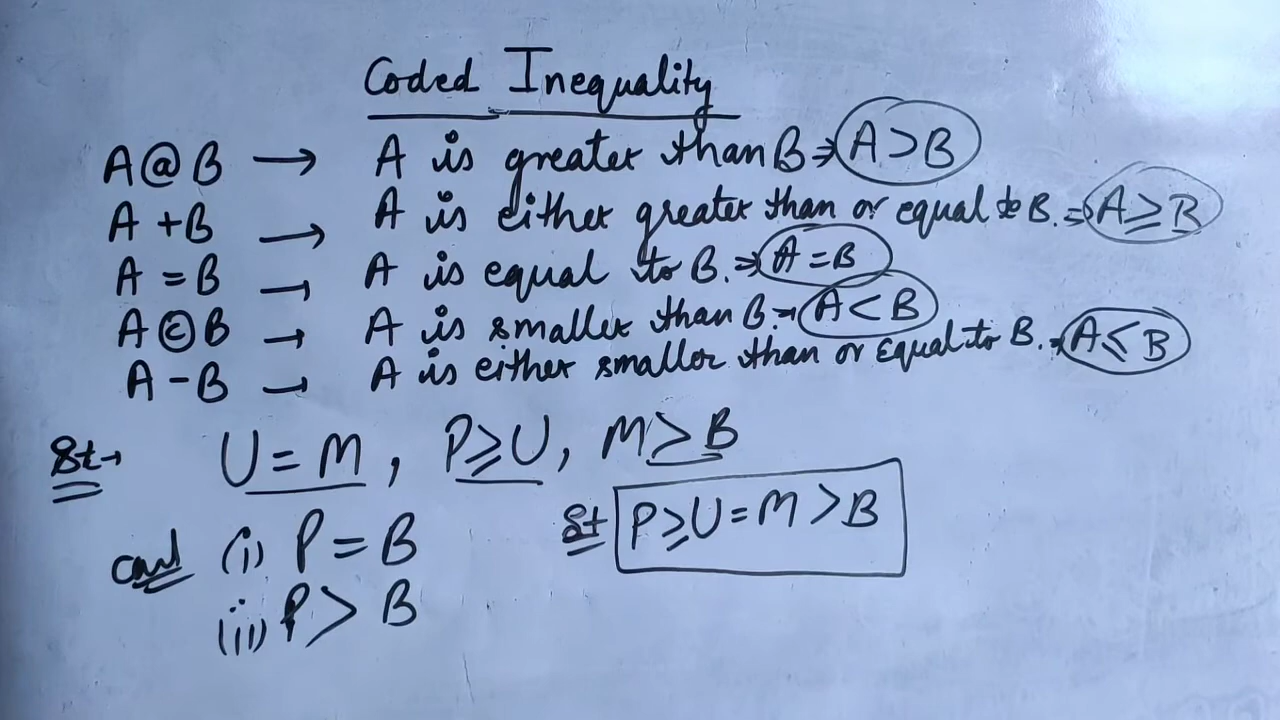 Coded Inequality
A @ B → A is greater than B ⇒ A > B
A + B → A is either greater than or equal to B. ⇒ A ≥ B
A = B → A is equal to B. ⇒ A = B
A © B → A is smaller than B. → A < B
A - B → A is either smaller than or equal to B. → A ≤ B
St→ U = M, P ≥ U, M > B
St P ≥ U = M > B
(i) P = B
(ii) P > B